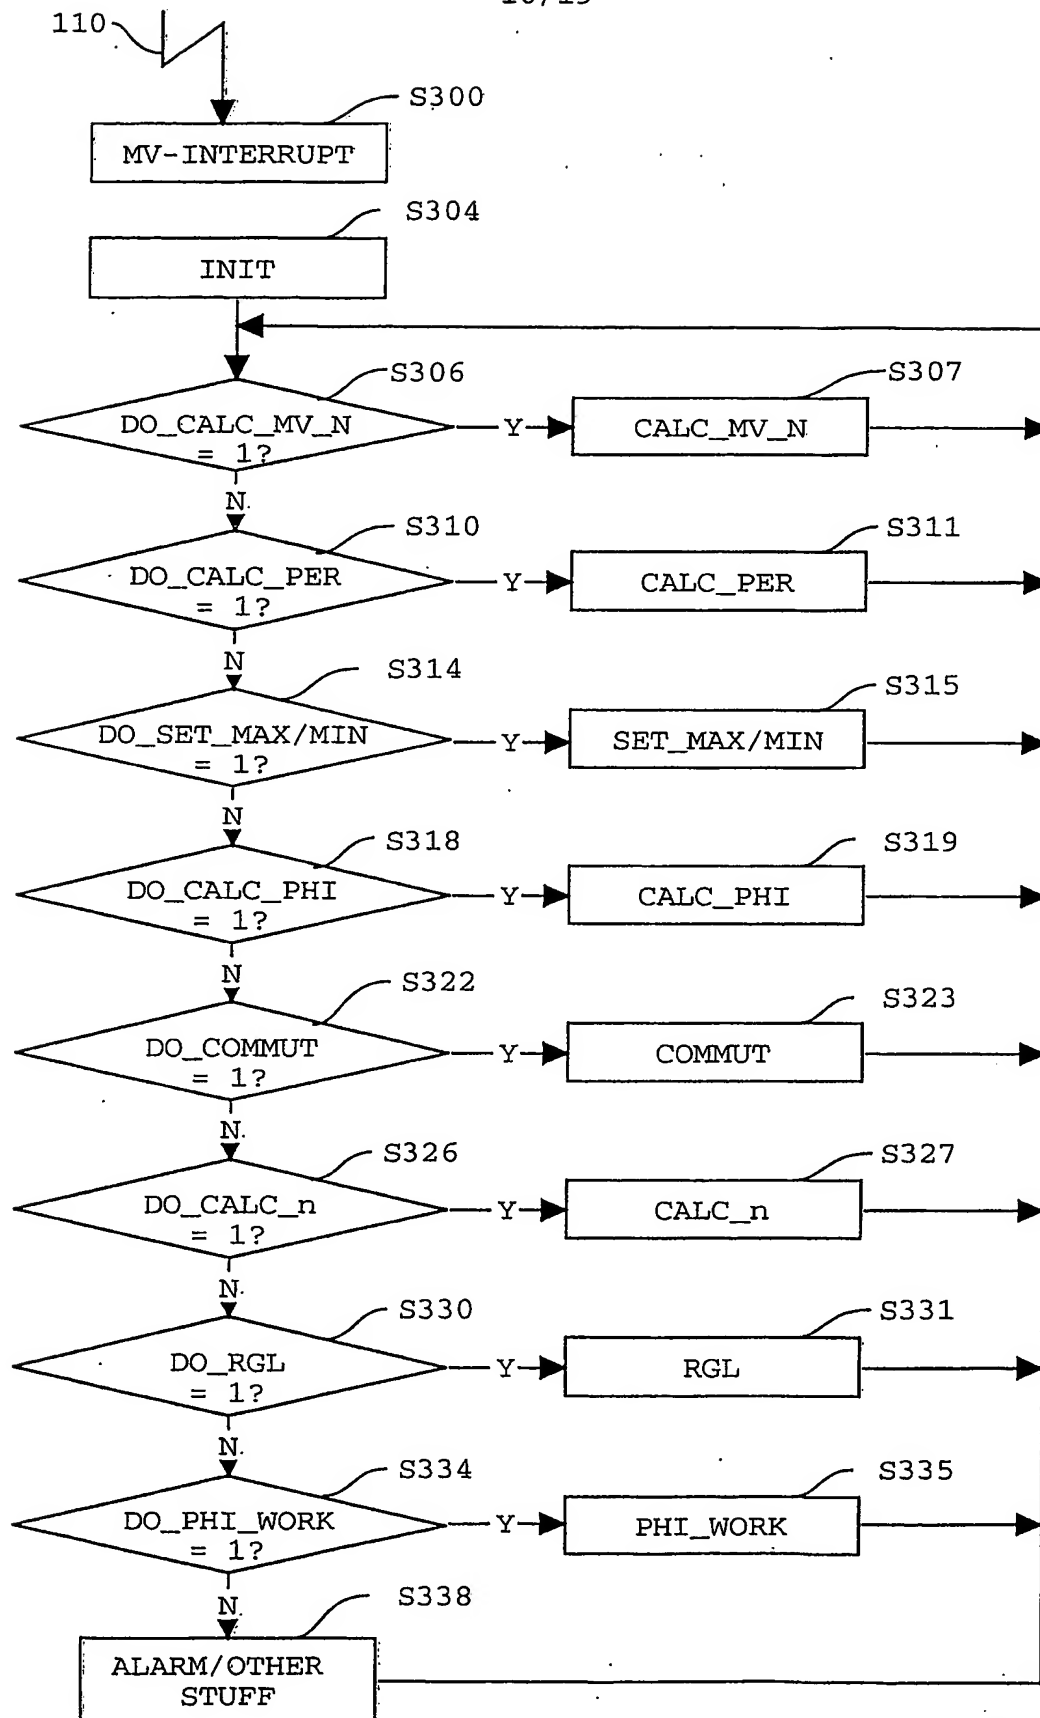 110
S300
MV-INTERRUPT
S304
INIT
S306
DO_CALC_MV_N
= 1?
Y
S307
CALC_MV_N
N
S310
DO_CALC_PER
= 1?
Y
S311
CALC_PER
N
S314
DO_SET_MAX/MIN
= 1?
Y
S315
SET_MAX/MIN
N
S318
DO_CALC_PHI
= 1?
Y
S319
CALC_PHI
N
S322
DO_COMMUT
= 1?
Y
S323
COMMUT
N
S326
DO_CALC_n
= 1?
Y
S327
CALC_n
N
S330
DO_RGL
= 1?
Y
S331
RGL
N
S334
DO_PHI_WORK
= 1?
Y
S335
PHI_WORK
N
S338
ALARM/OTHER
STUFF